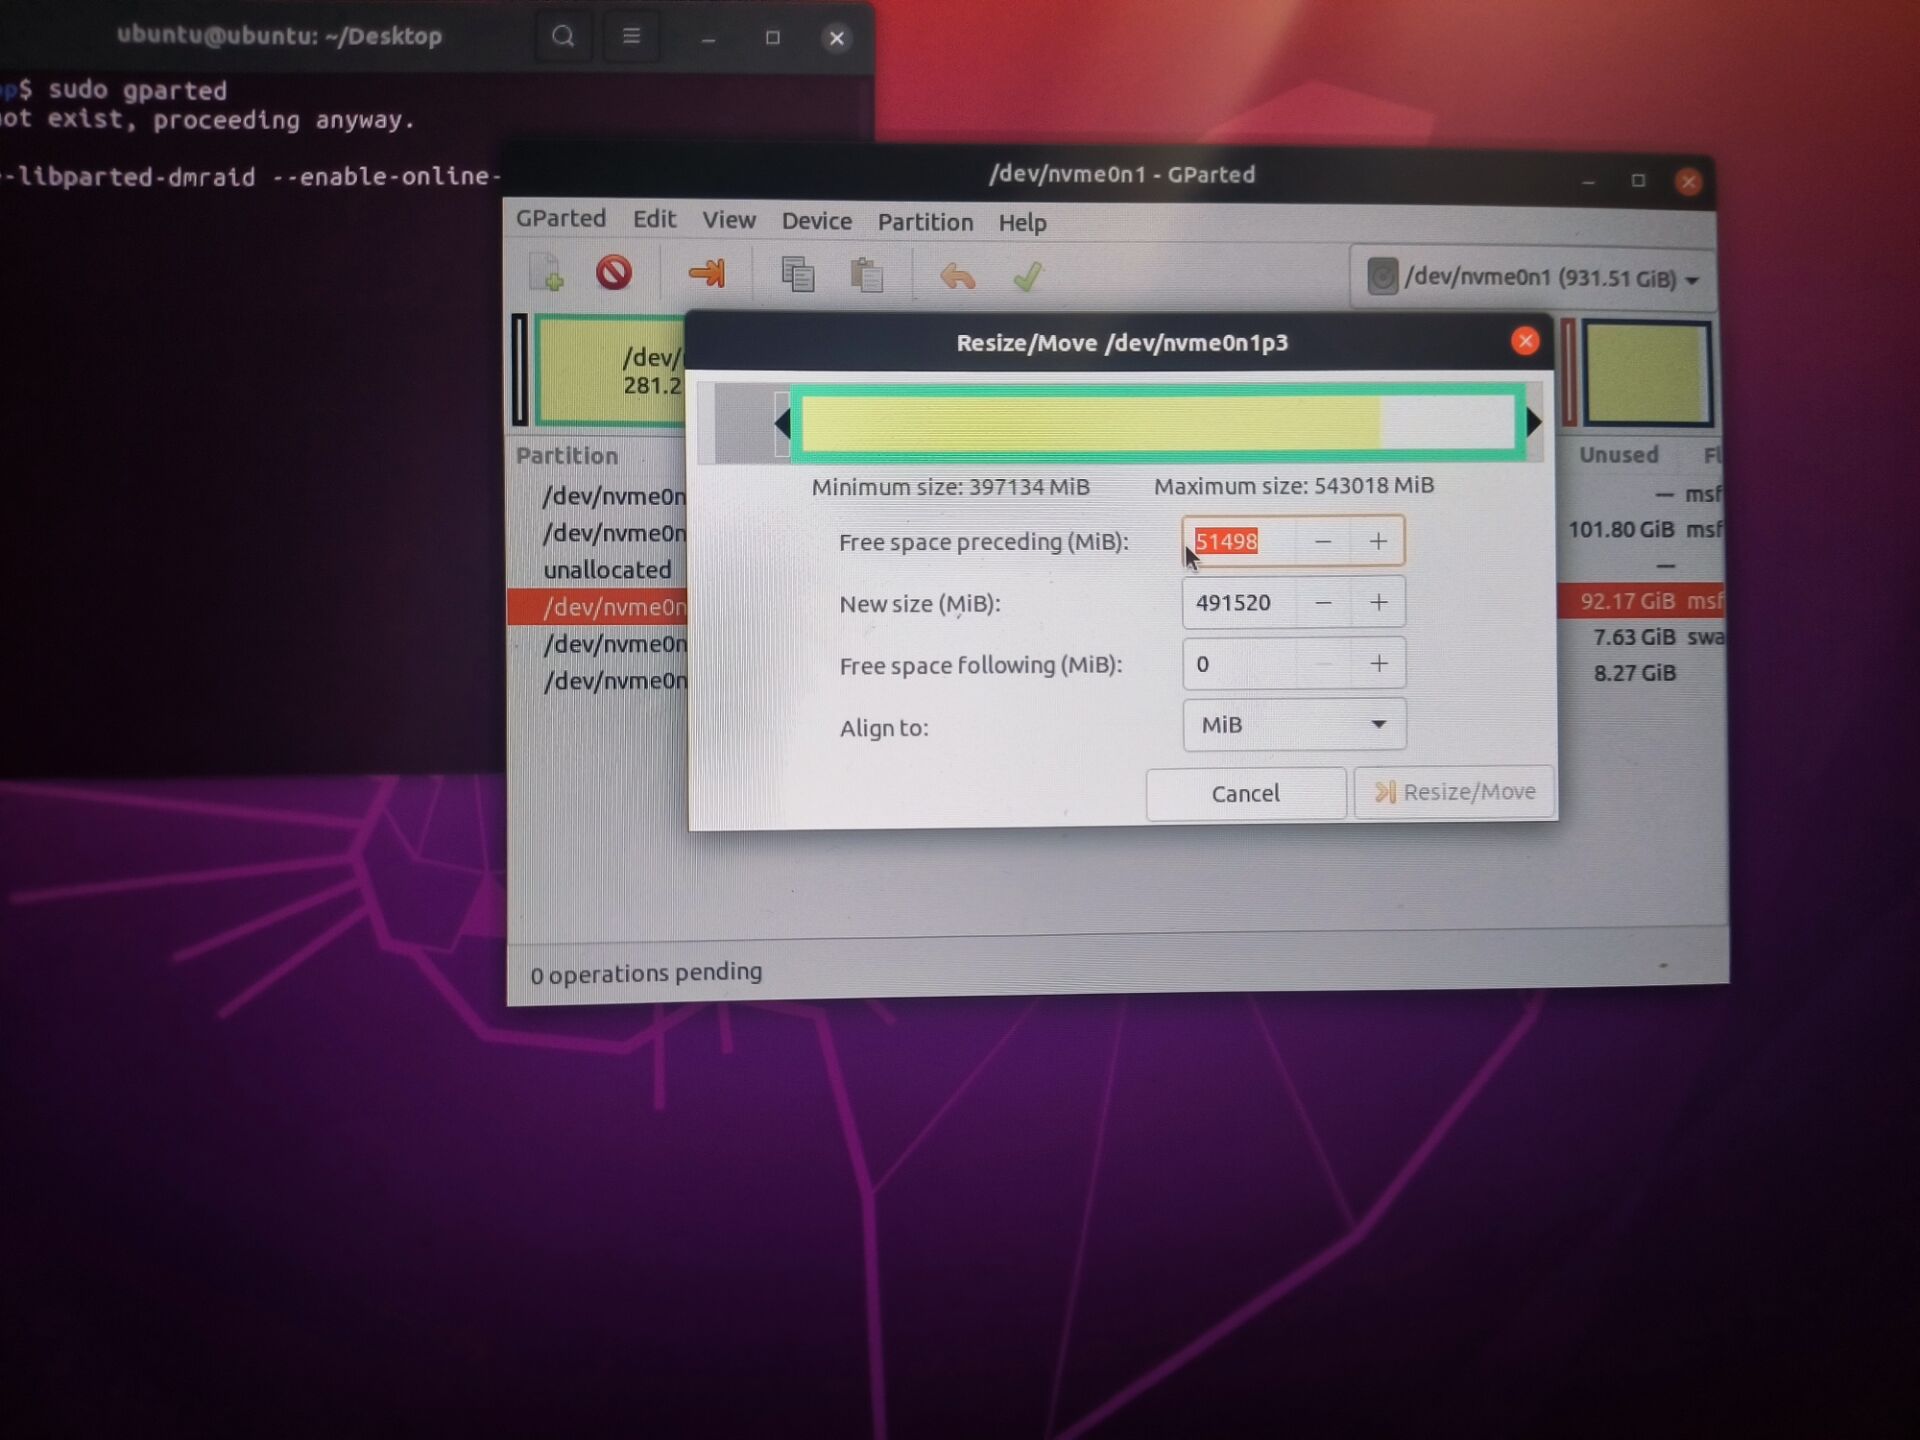 ubuntu@ubuntu: ~/Desktop
$ sudo gparted
not exist, proceeding anyway.
-libparted-dmraid --enable-online-
/dev/nvme0n1 - GParted
GParted Edit View Device Partition Help
/dev/nvme0n1 (931.51 GiB)
/dev/
281.2
Resize/Move /dev/nvme0n1p3
Minimum size: 397134 MiB Maximum size: 543018 MiB
Free space preceding (MiB): 51498 − +
New size (MiB): 491520 − +
Free space following (MiB): 0 − +
Align to: MiB
Cancel Resize/Move
Partition Unused Fl
/dev/nvme0n — msf
/dev/nvme0n 101.80 GiB msf
unallocated —
/dev/nvme0n 92.17 GiB msf
/dev/nvme0n 7.63 GiB swa
/dev/nvme0n 8.27 GiB
0 operations pending